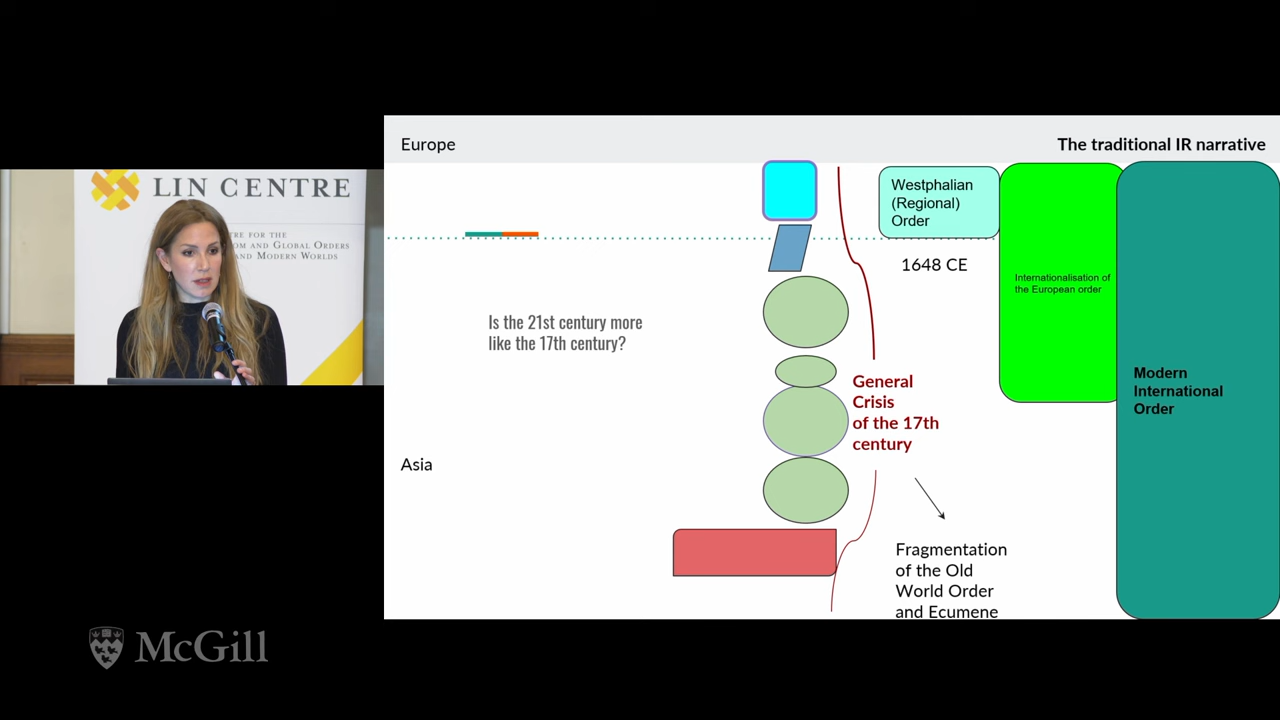 LIN CENTRE
TRE FOR THE
OM AND GLOBAL ORDERS
AND MODERN WORLDS
McGill
Europe
The traditional IR narrative
Westphalian
(Regional)
Order
1648 CE
Internationalisation of
the European order
Is the 21st century more
like the 17th century?
General
Crisis
of the 17th
century
Modern
International
Order
Asia
Fragmentation
of the Old
World Order
and Ecumene